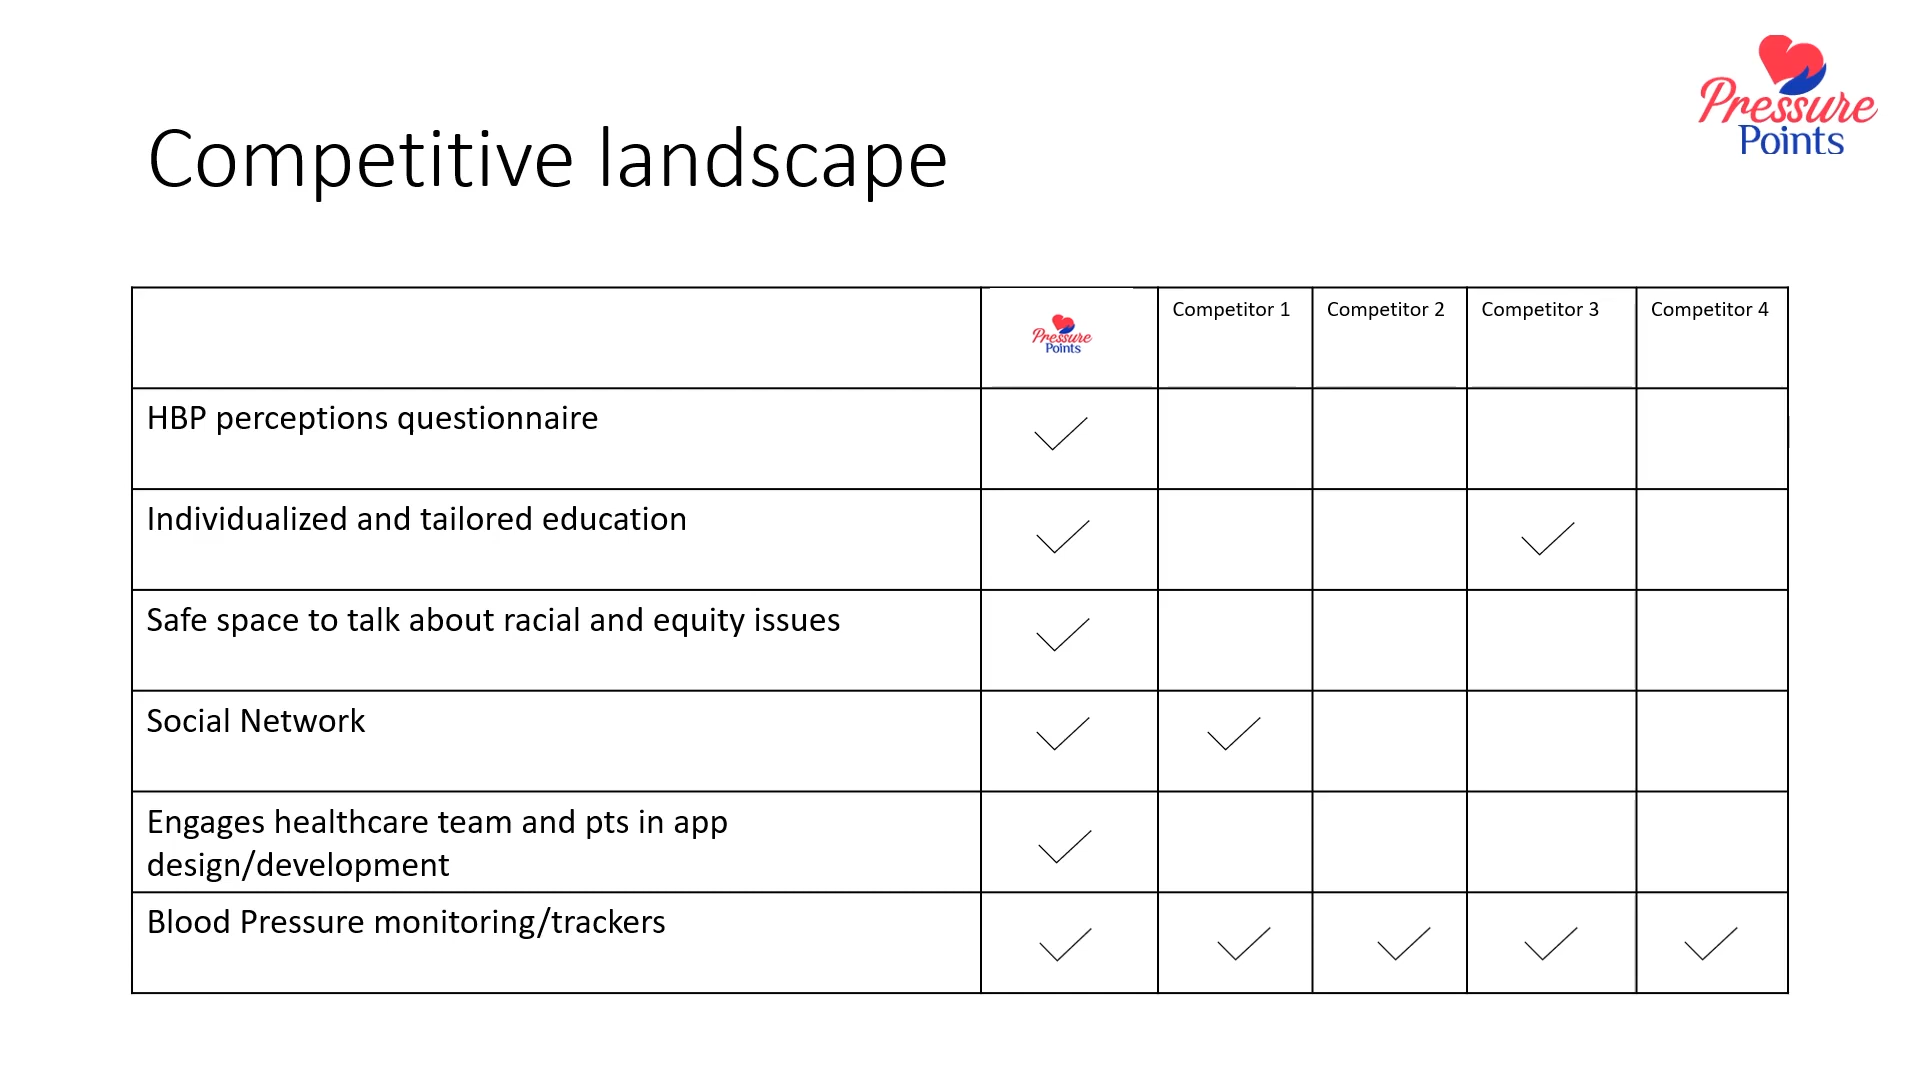 Pressure
Points
Competitive landscape
Pressure
Points
Competitor 1
Competitor 2
Competitor 3
Competitor 4
HBP perceptions questionnaire
Individualized and tailored education
Safe space to talk about racial and equity issues
Social Network
Engages healthcare team and pts in app
design/development
Blood Pressure monitoring/trackers